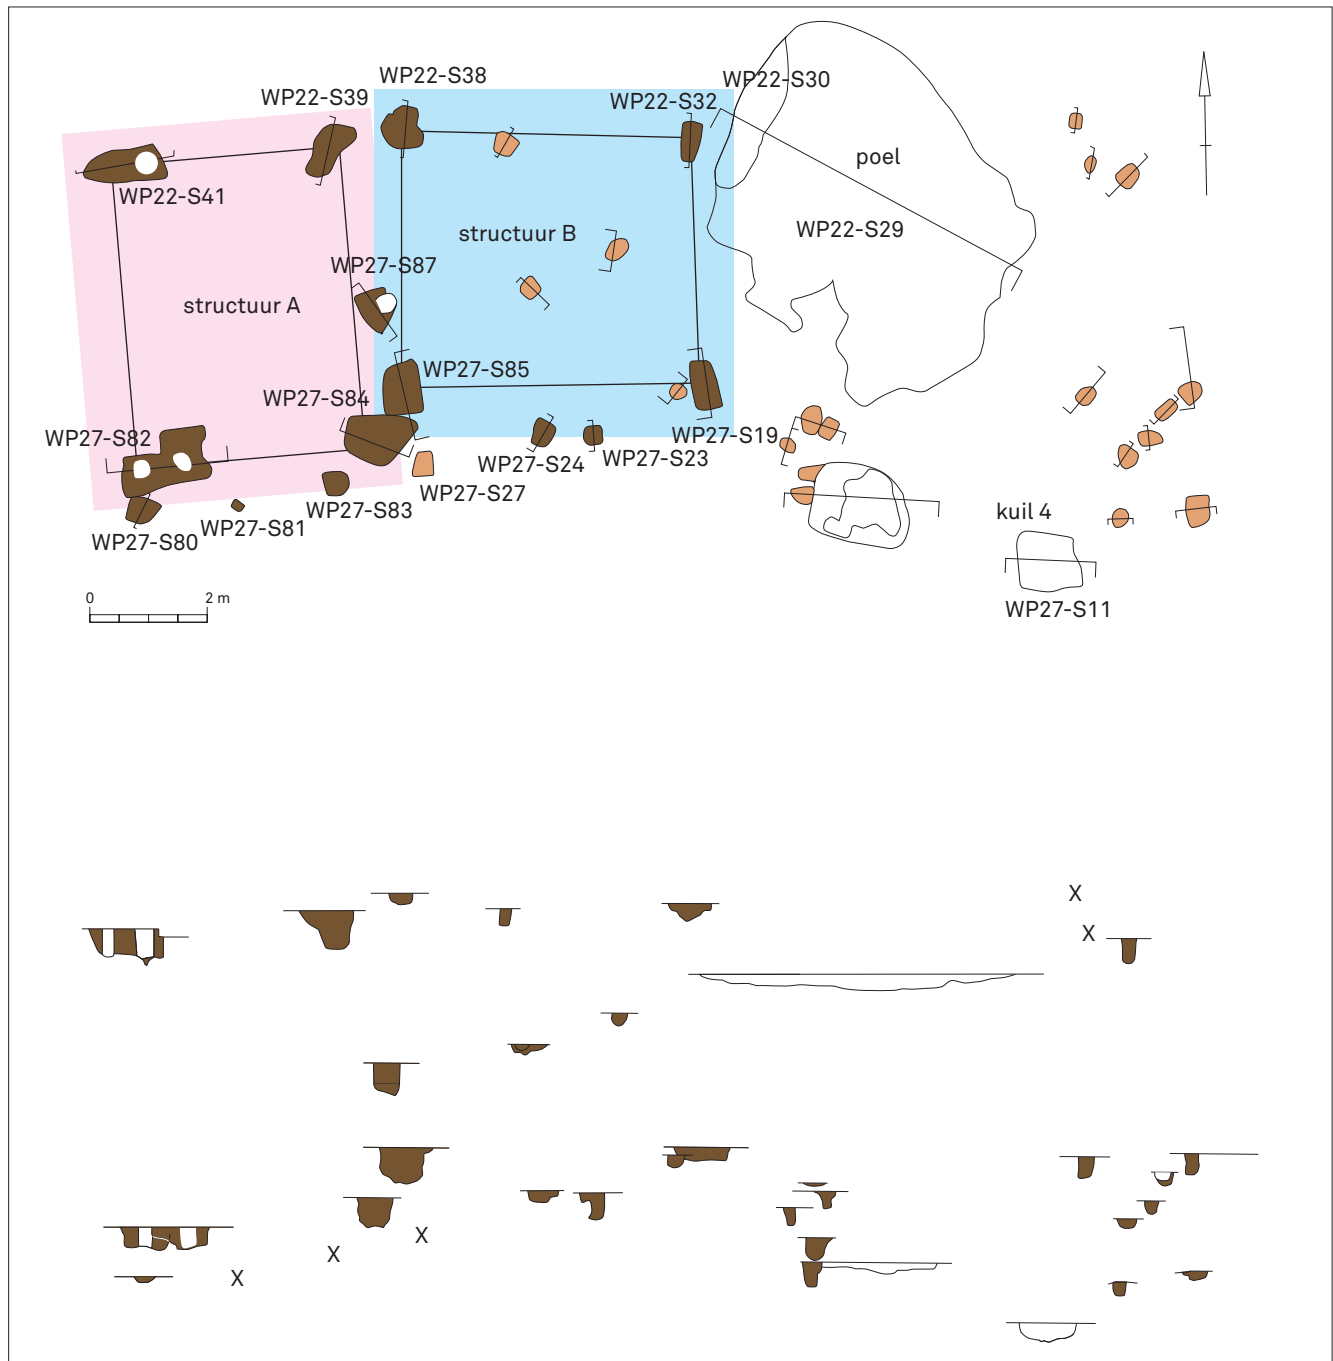 WP22-S38
WP22-S39
WP22-S32
WP22-S30
poel
WP22-S41
WP22-S29
structuur B
WP27-S87
structuur A
WP27-S85
WP27-S84
WP27-S82
WP27-S19
WP27-S24
WP27-S23
WP27-S27
WP27-S83
WP27-S81
WP27-S80
kuil 4
WP27-S11
0 2 m
X
X
X
X
X